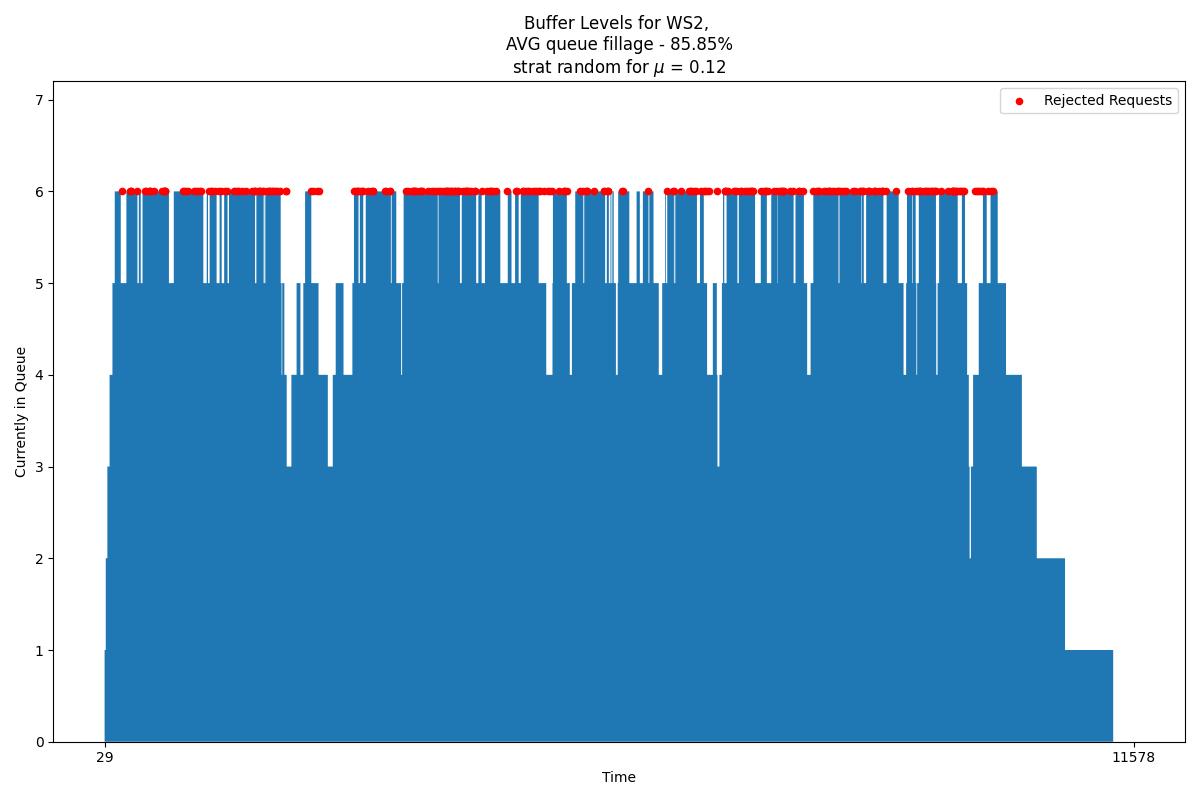 Buffer Levels for WS2,
AVG queue fillage - 85.85%
strat random for μ = 0.12
Rejected Requests
7
6
5
4
3
2
1
0
Currently in Queue
29
11578
Time